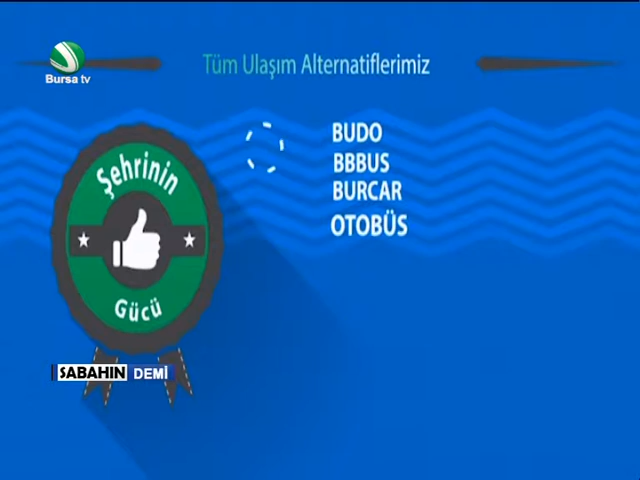 Bursa tv
Tüm Ulaşım Alternatiflerimiz
BUDO
BBBUS
BURCAR
OTOBÜS
Şehrinin
Gücü
SABAHIN DEMİ